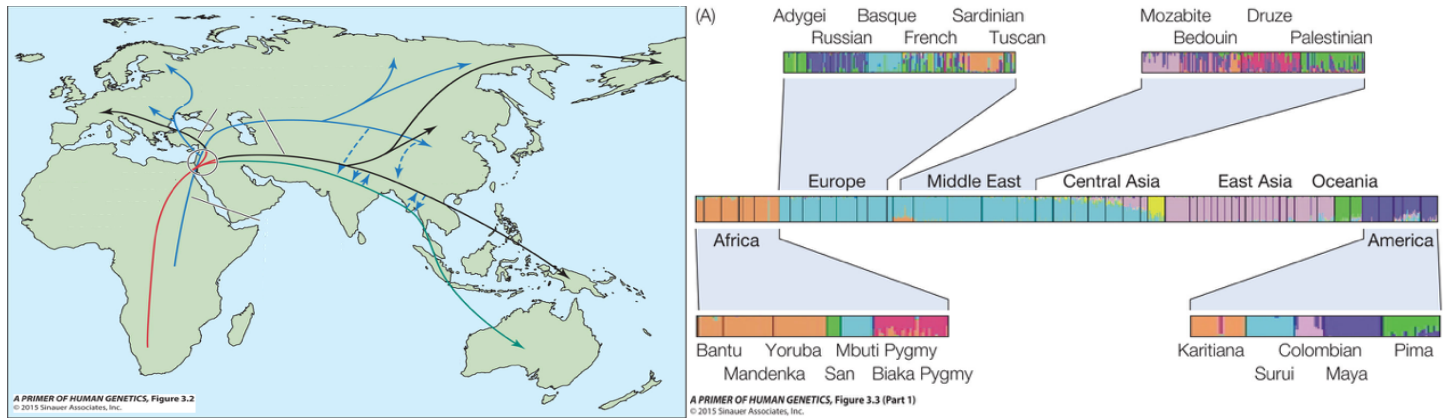 A PRIMER OF HUMAN GENETICS, Figure 3.2
© 2015 Sinauer Associates, Inc.
(A)
Adygei Basque Sardinian
Russian French Tuscan
Mozabite Druze
Bedouin Palestinian
Europe Middle East Central Asia East Asia Oceania
Africa America
Bantu Yoruba Mbuti Pygmy
Mandenka San Biaka Pygmy
Karitiana Colombian Pima
Surui Maya
A PRIMER OF HUMAN GENETICS, Figure 3.3 (Part 1)
© 2015 Sinauer Associates, Inc.